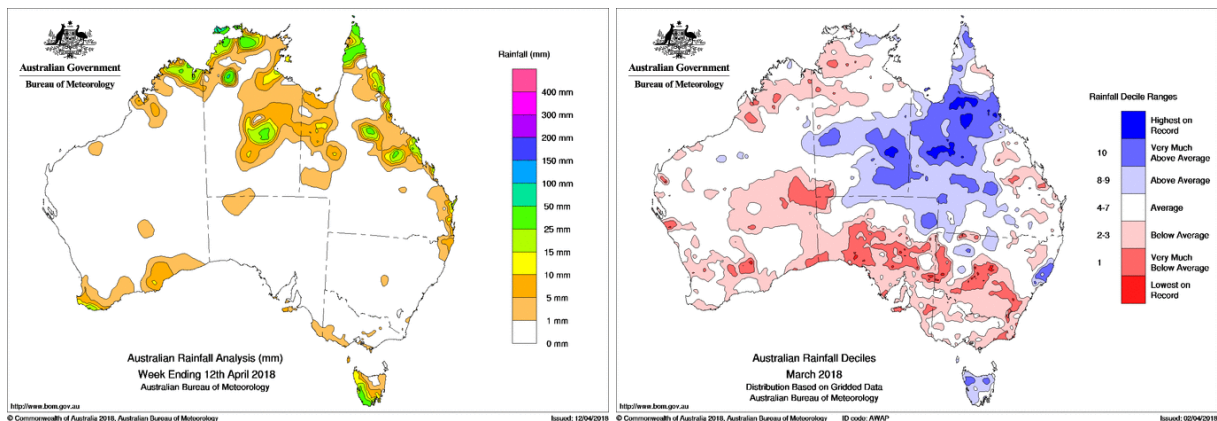 Australian Government
Bureau of Meteorology
Rainfall (mm)
400 mm
300 mm
200 mm
150 mm
100 mm
50 mm
25 mm
15 mm
10 mm
5 mm
1 mm
0 mm
Australian Rainfall Analysis (mm)
Week Ending 12th April 2018
Australian Bureau of Meteorology
http://www.bom.gov.au
© Commonwealth of Australia 2018, Australian Bureau of Meteorology
Issued: 12/04/2018
Australian Government
Bureau of Meteorology
Rainfall Decile Ranges
Highest on
Record
10
Very Much
Above Average
8-9
Above Average
4-7
Average
2-3
Below Average
1
Very Much
Below Average
Lowest on
Record
Australian Rainfall Deciles
March 2018
Distribution Based on Gridded Data
Australian Bureau of Meteorology
http://www.bom.gov.au
© Commonwealth of Australia 2018, Australian Bureau of Meteorology
ID code: AWAP
Issued: 02/04/2018